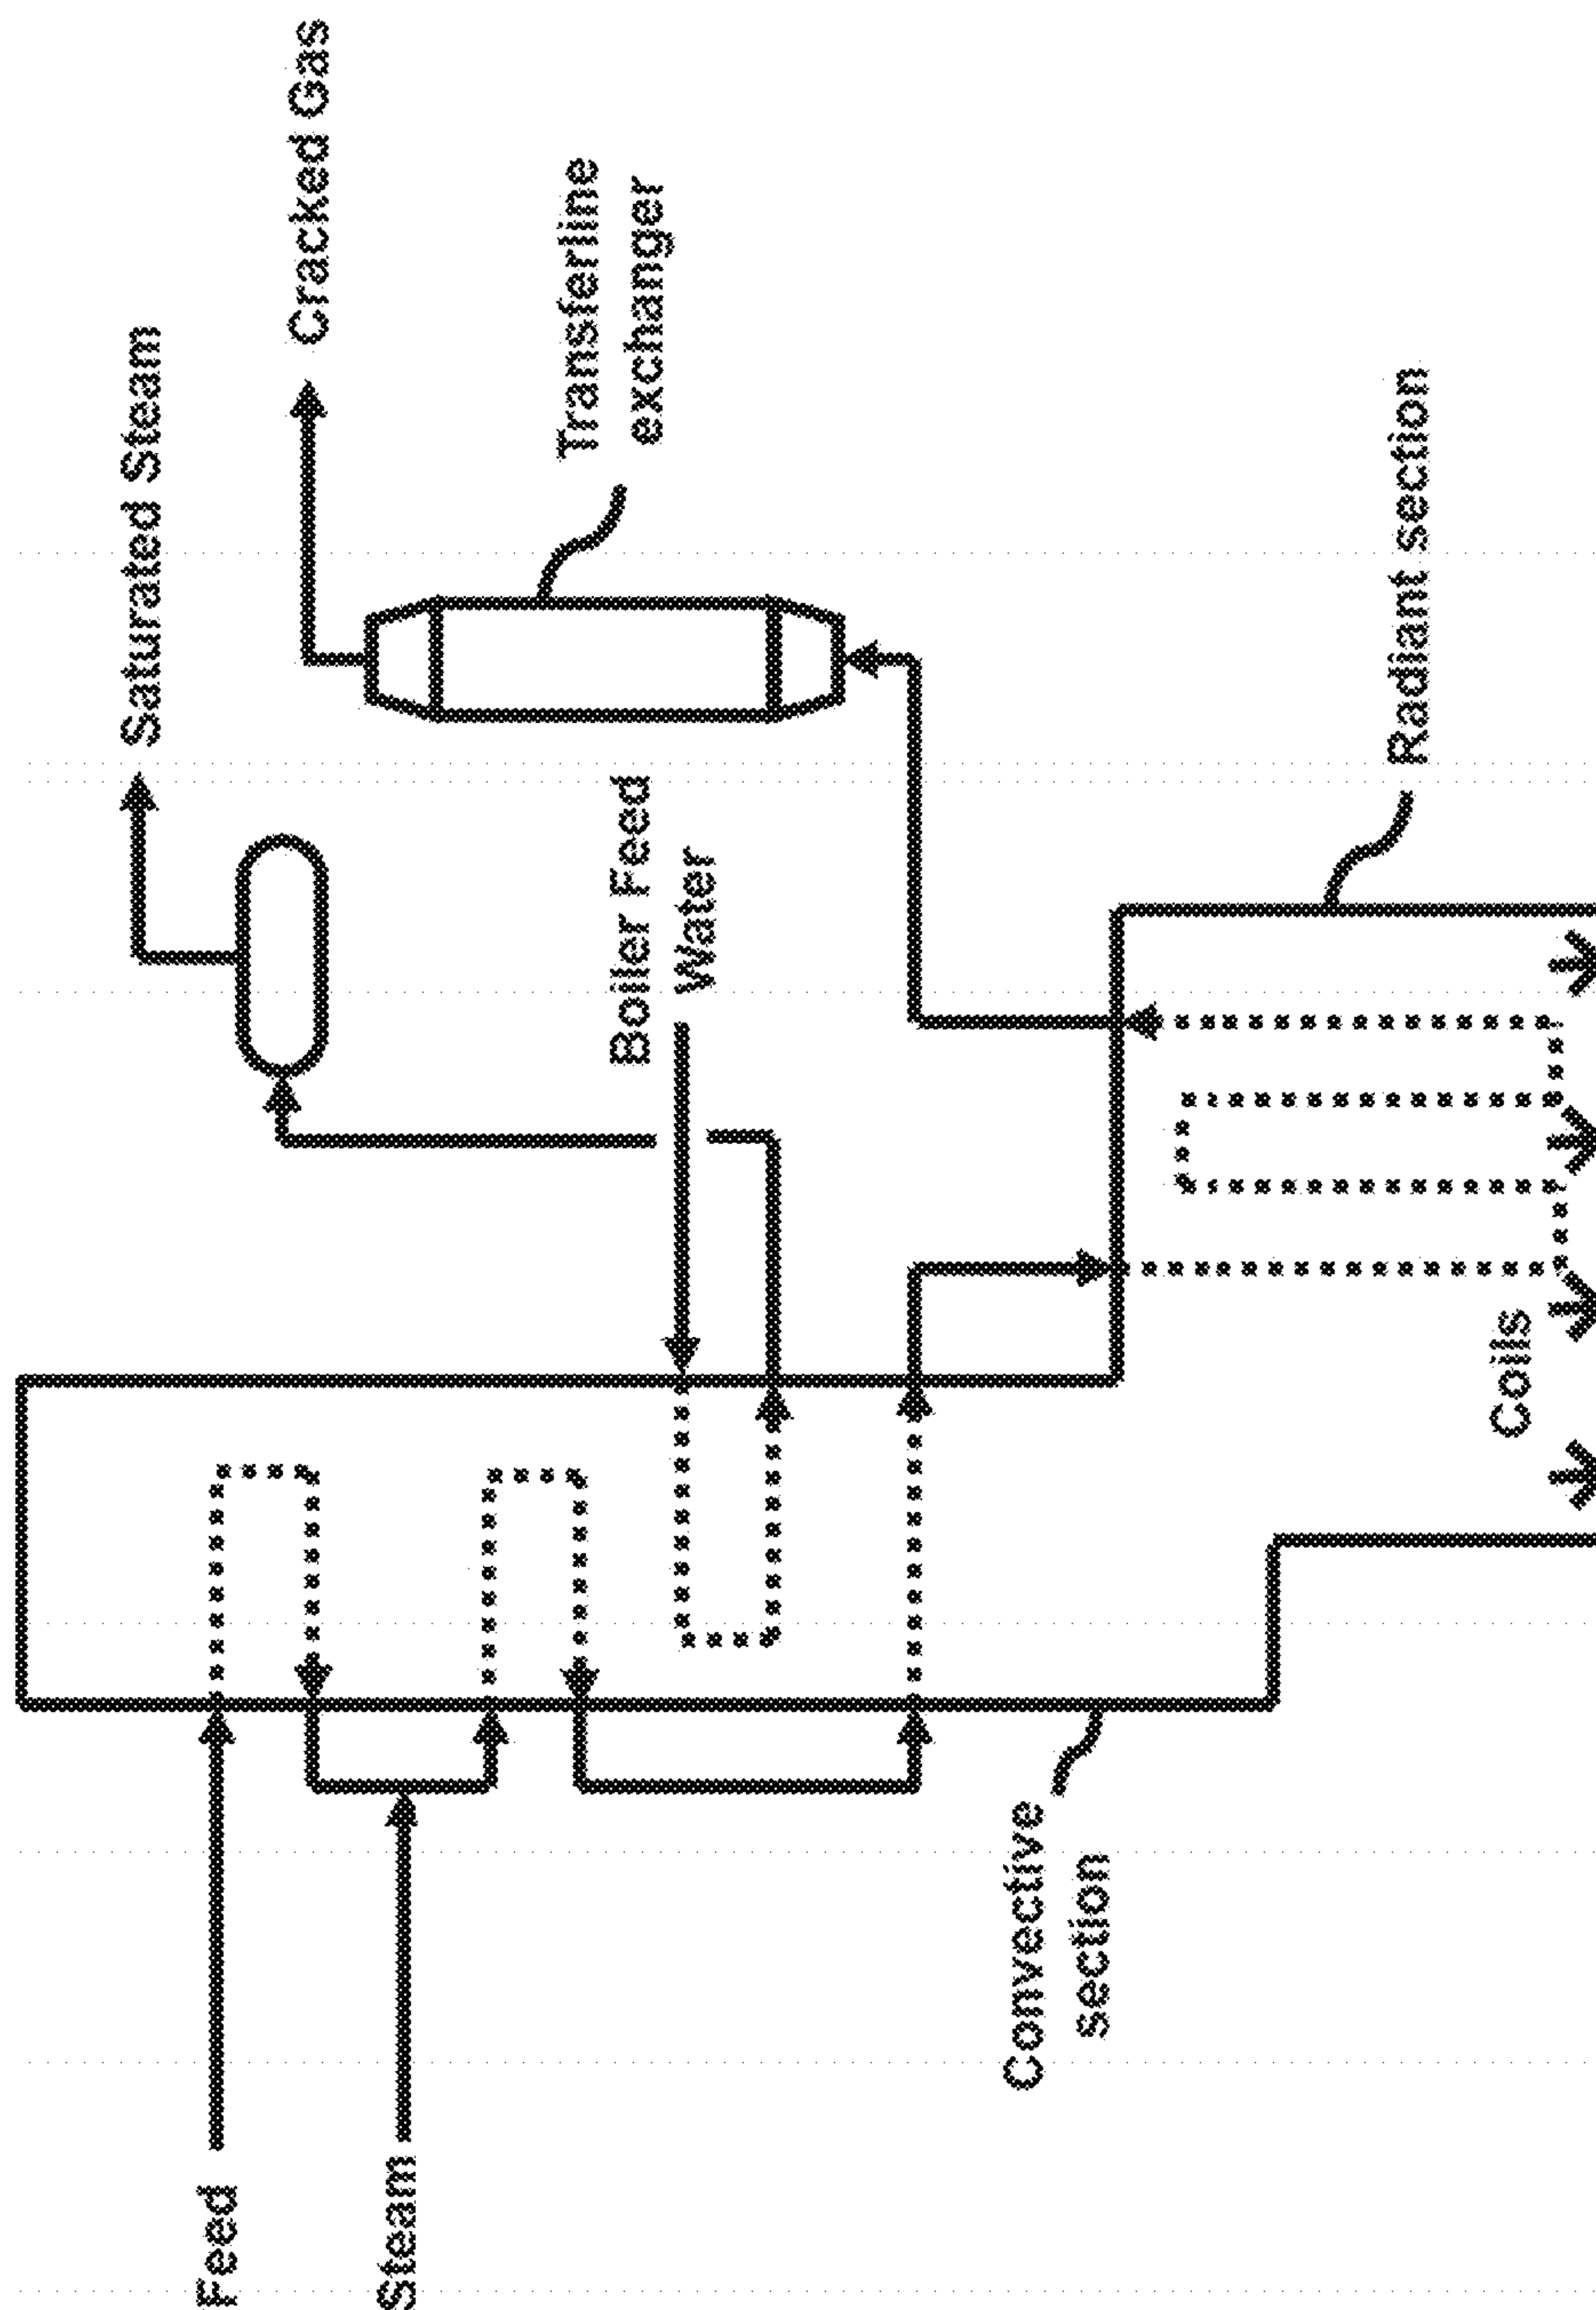 Saturated Steam
Cracked Gas
Feed
Steam
Transferline
exchanger
Boiler Feed
Water
Convective
section
Radiant section
Coils